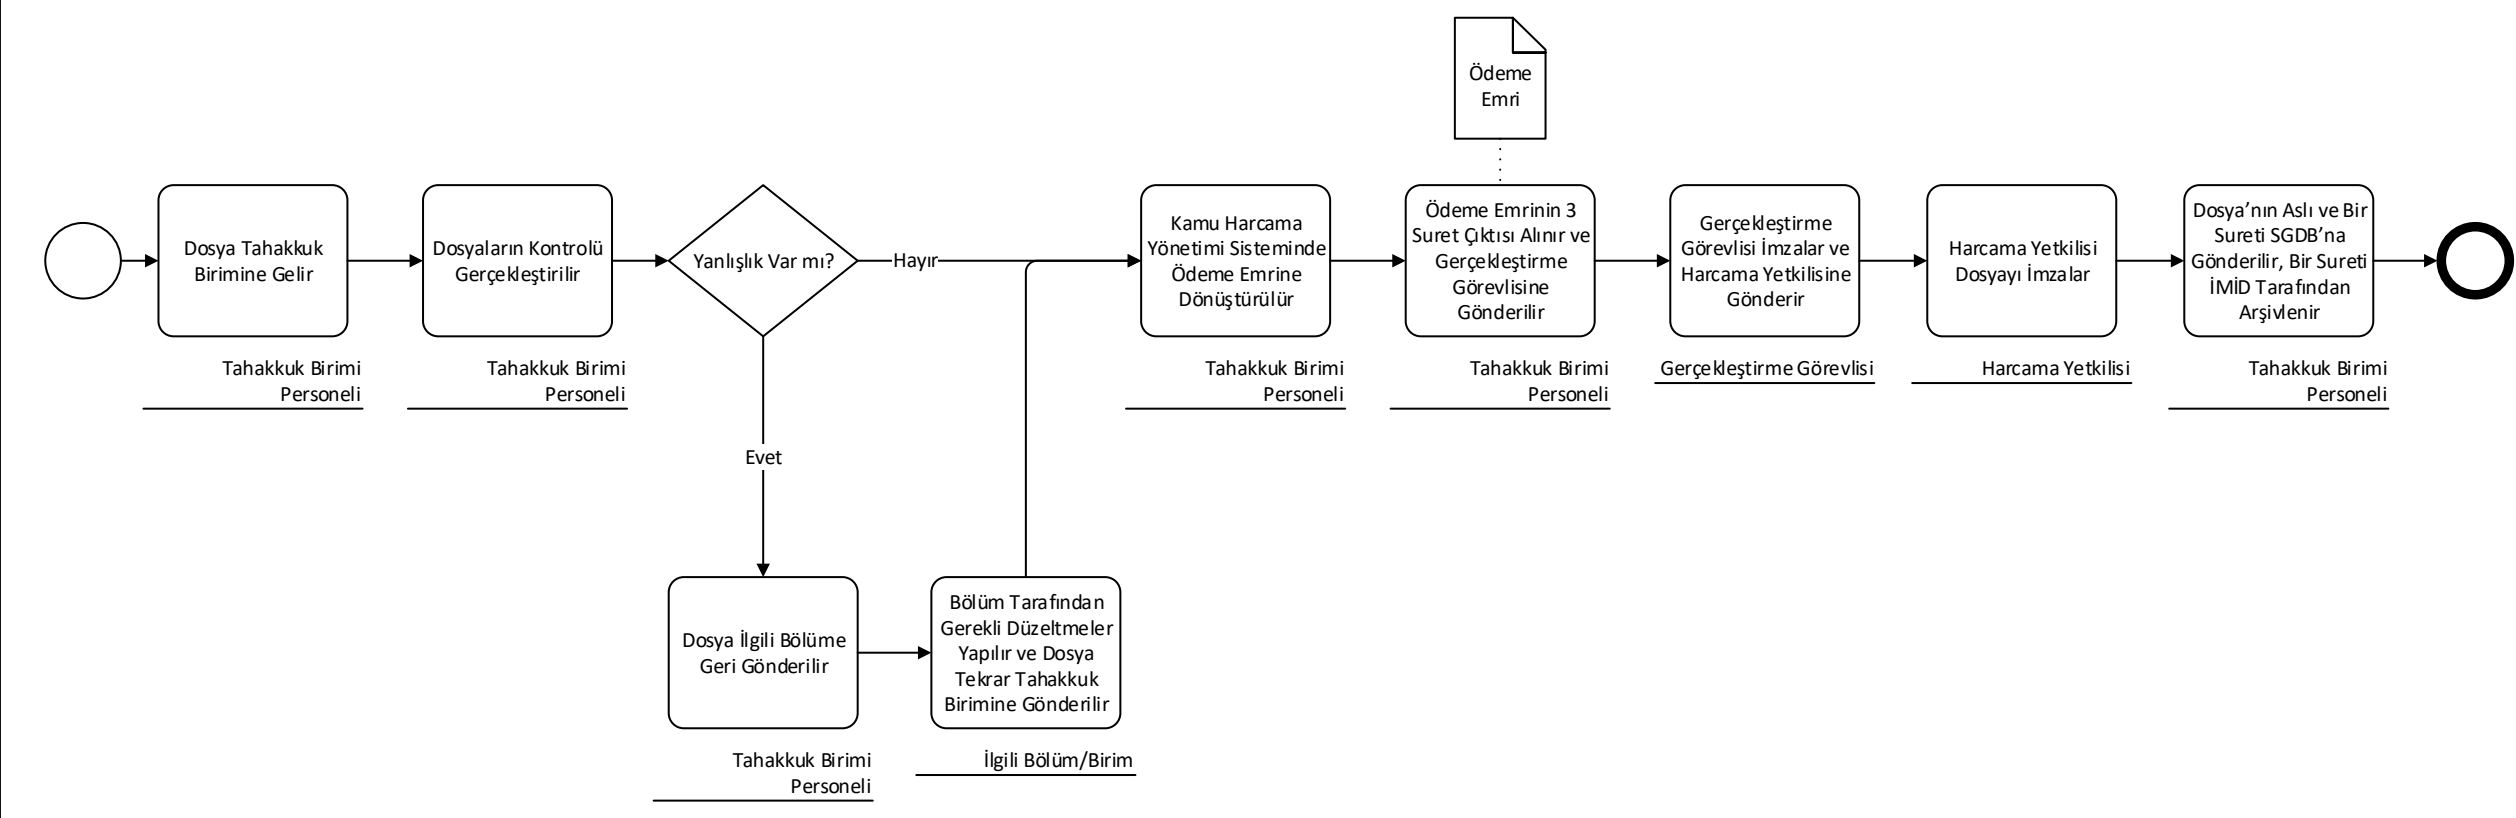 Ödeme
Emri
Dosya Tahakkuk
Birimine Gelir
Dosyaların Kontrolü
Gerçekleştirilir
Yanlışlık Var mı?
Hayır
Kamu Harcama
Yönetimi Sisteminde
Ödeme Emrine
Dönüştürülür
Ödeme Emrinin 3
Suret Çıktısı Alınır ve
Gerçekleştirme
Görevlisine
Gönderilir
Gerçekleştirme
Görevlisi İmzalar ve
Harcama Yetkilisine
Gönderir
Harcama Yetkilisi
Dosyayı İmzalar
Dosya’nın Aslı ve Bir
Sureti SGDB’na
Gönderilir, Bir Sureti
İMİD Tarafından
Arşivlenir
Tahakkuk Birimi
Personeli
Tahakkuk Birimi
Personeli
Tahakkuk Birimi
Personeli
Tahakkuk Birimi
Personeli
Gerçekleştirme Görevlisi
Harcama Yetkilisi
Tahakkuk Birimi
Personeli
Evet
Dosya İlgili Bölüme
Geri Gönderilir
Bölüm Tarafından
Gerekli Düzeltmeler
Yapılır ve Dosya
Tekrar Tahakkuk
Birimine Gönderilir
Tahakkuk Birimi
Personeli
İlgili Bölüm/Birim